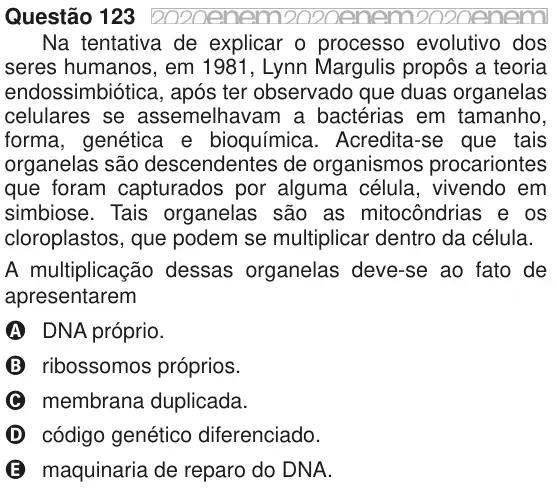 Questão 123 2020enem2020enem2020enem
Na tentativa de explicar o processo evolutivo dos
seres humanos, em 1981, Lynn Margulis propôs a teoria
endossimbiótica, após ter observado que duas organelas
celulares se assemelhavam a bactérias em tamanho,
forma, genética e bioquímica. Acredita-se que tais
organelas são descendentes de organismos procariontes
que foram capturados por alguma célula, vivendo em
simbiose. Tais organelas são as mitocôndrias e os
cloroplastos, que podem se multiplicar dentro da célula.
A multiplicação dessas organelas deve-se ao fato de
apresentarem
A DNA próprio.
B ribossomos próprios.
C membrana duplicada.
D código genético diferenciado.
E maquinaria de reparo do DNA.